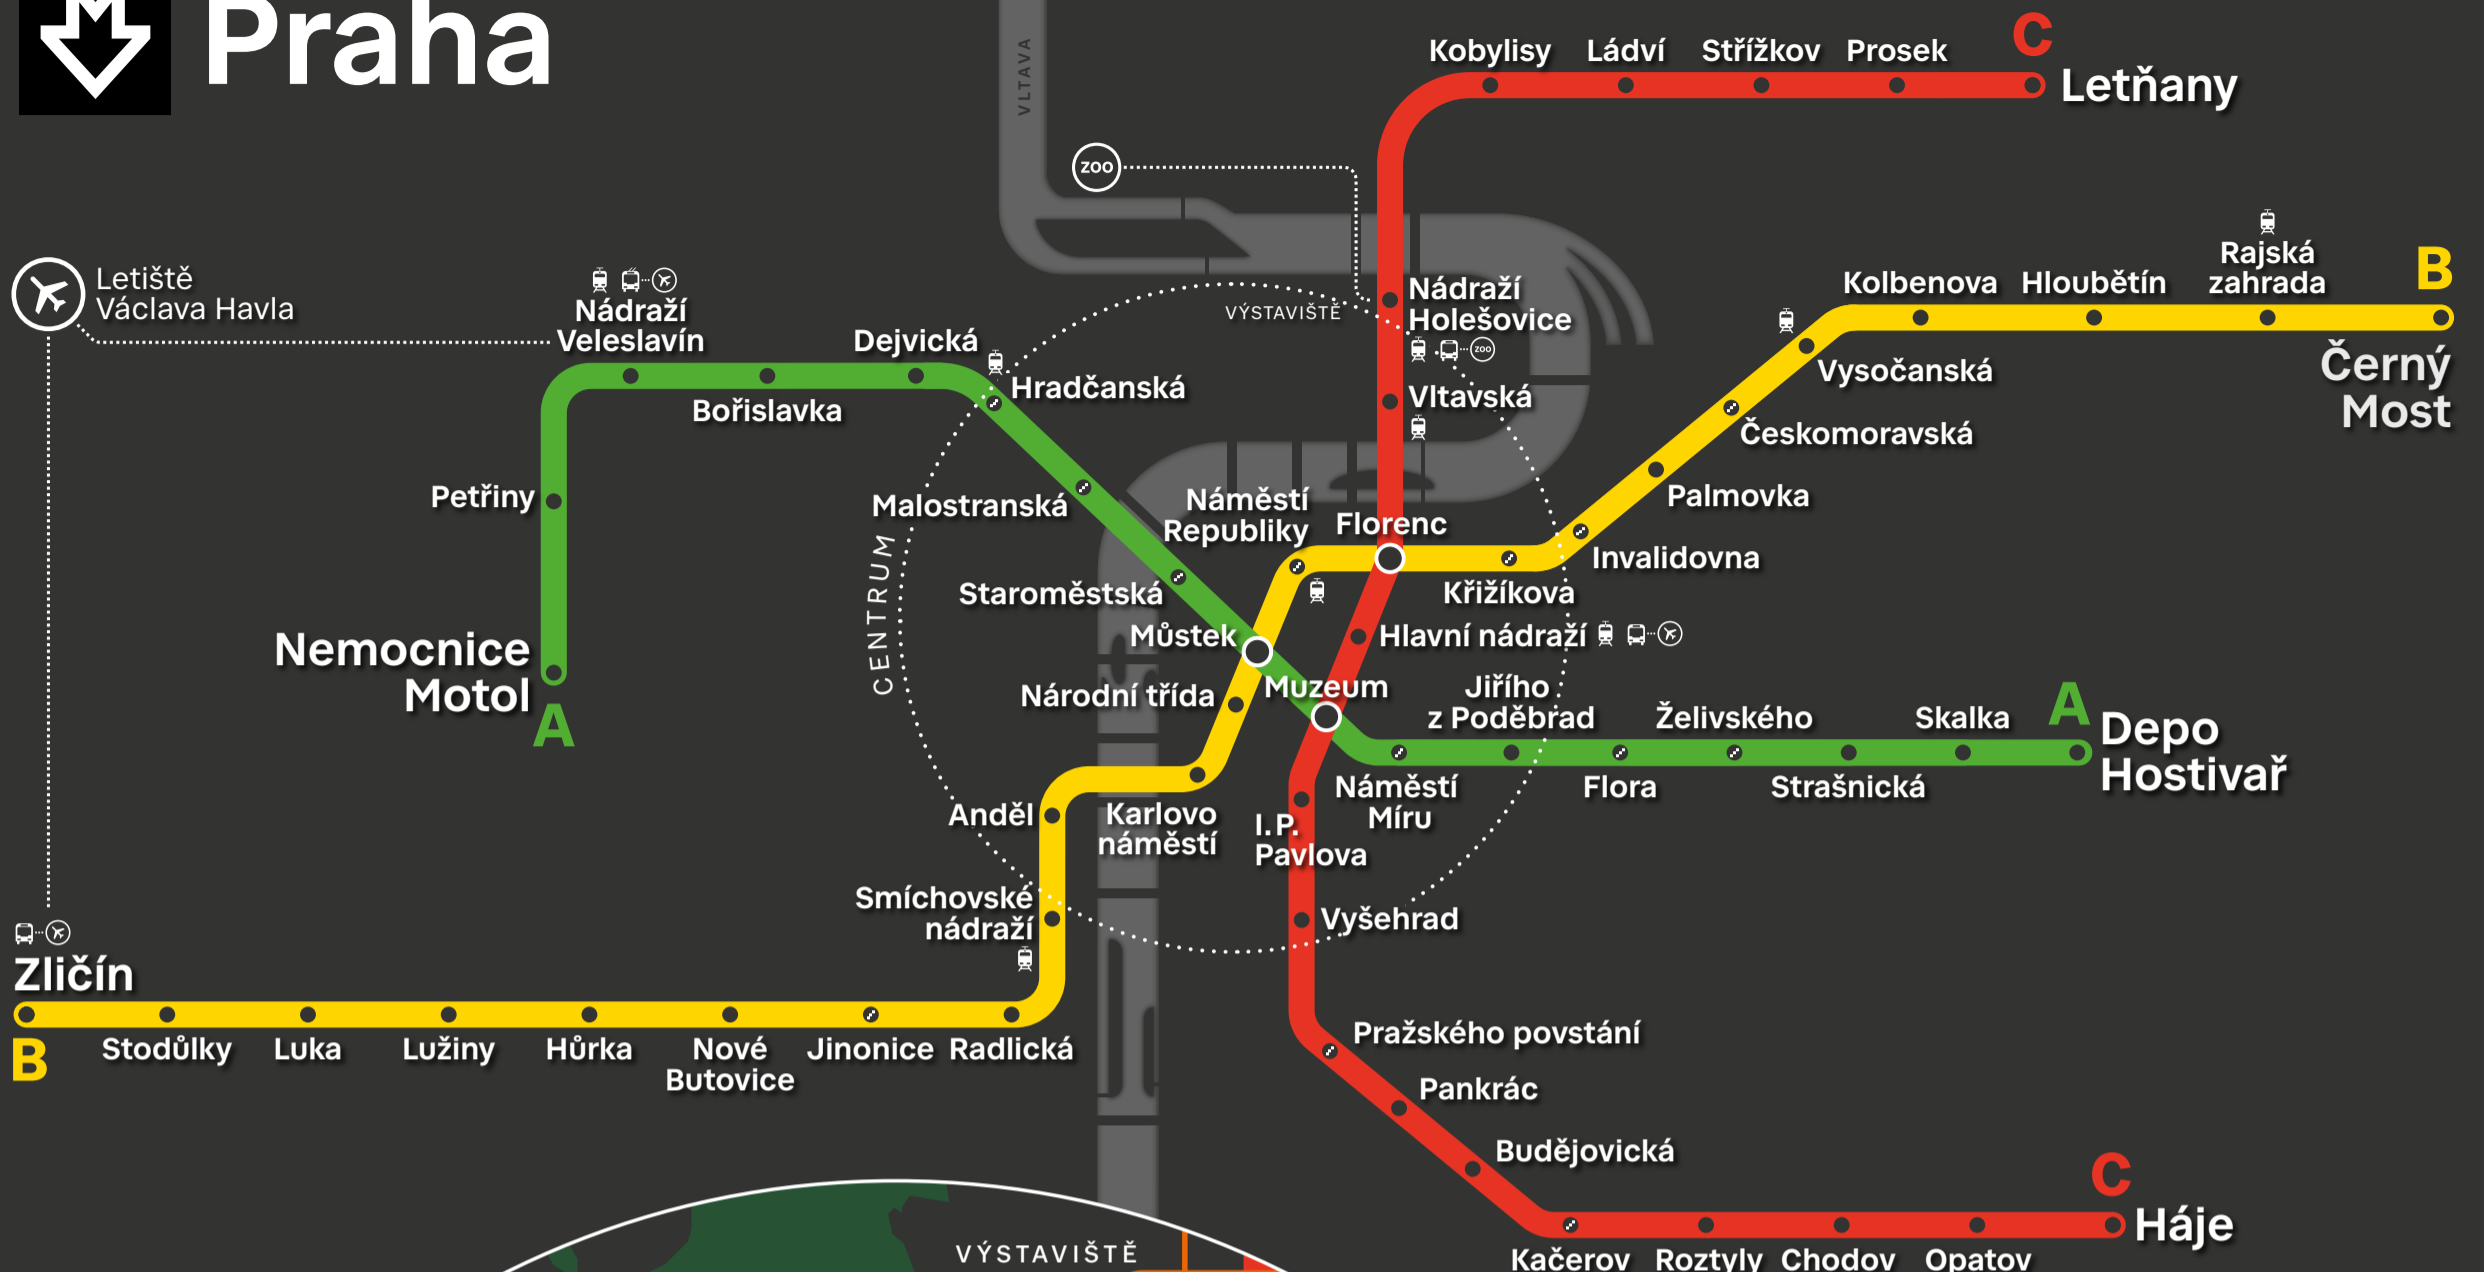 M
Praha
VLTAVA
Kobylisy
Ládví
Střížkov
Prosek
C
Letňany
ZOO
Letiště
Václava Havla
Nádraží
Veleslavín
Dejvická
Bořislavka
Hradčanská
Petřiny
Malostranská
Staroměstská
Nemocnice
Motol
A
VÝSTAVIŠTĚ
Nádraží
Holešovice
ZOO
Vltavská
Kolbenova
Hloubětín
Rajská
zahrada
B
Černý
Most
Vysočanská
Českomoravská
Palmovka
Invalidovna
Křižíkova
Florenc
Náměstí
Republiky
CENTRUM
Můstek
Hlavní nádraží
Národní třída
Muzeum
Jiřího
z Poděbrad
Želivského
Skalka
A
Depo
Hostivař
Náměstí
Míru
Flora
Strašnická
Anděl
Karlovo
náměstí
I. P.
Pavlova
Smíchovské
nádraží
Vyšehrad
Zličín
B
Stodůlky
Luka
Lužiny
Hůrka
Nové
Butovice
Jinonice
Radlická
Pražského povstání
Pankrác
Budějovická
C
Háje
Kačerov
Roztyly
Chodov
Opatov
VÝSTAVIŠTĚ